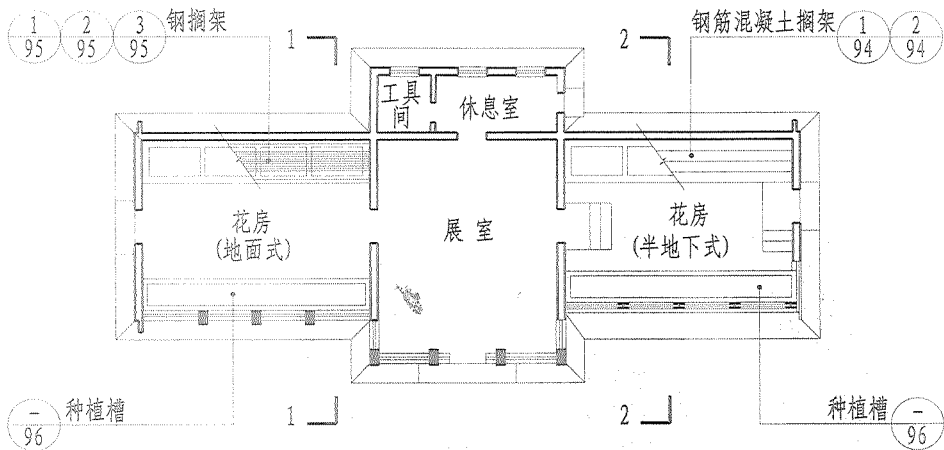 1 2 3 钢搁架
95 95 95
1 2
钢筋混凝土搁架 1 2
94 94
工具
间
休息室
花房
(地面式)
展室
花房
(半地下式)
– 种植槽
96
1 2
种植槽 –
96